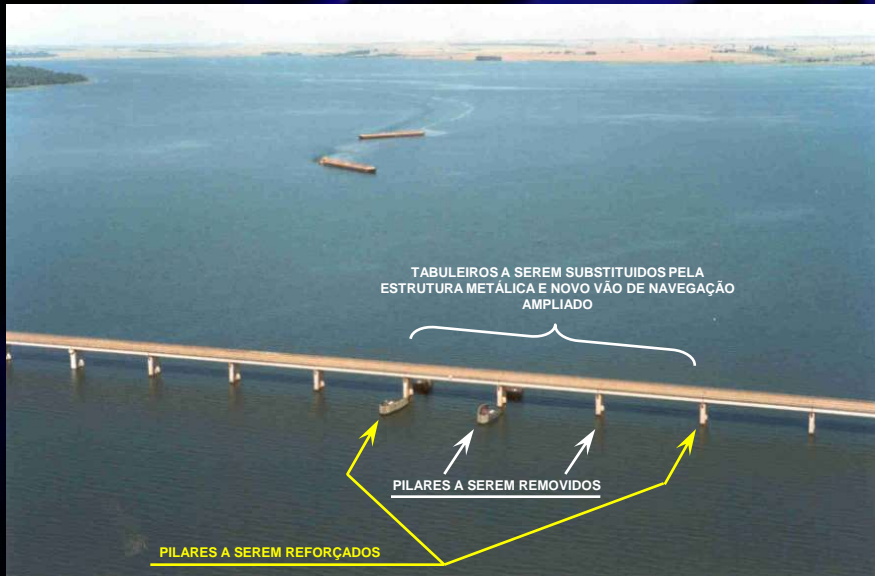 TABULEIROS A SEREM SUBSTITUIDOS PELA
ESTRUTURA METÁLICA E NOVO VÃO DE NAVEGAÇÃO
AMPLIADO
PILARES A SEREM REMOVIDOS
PILARES A SEREM REFORÇADOS